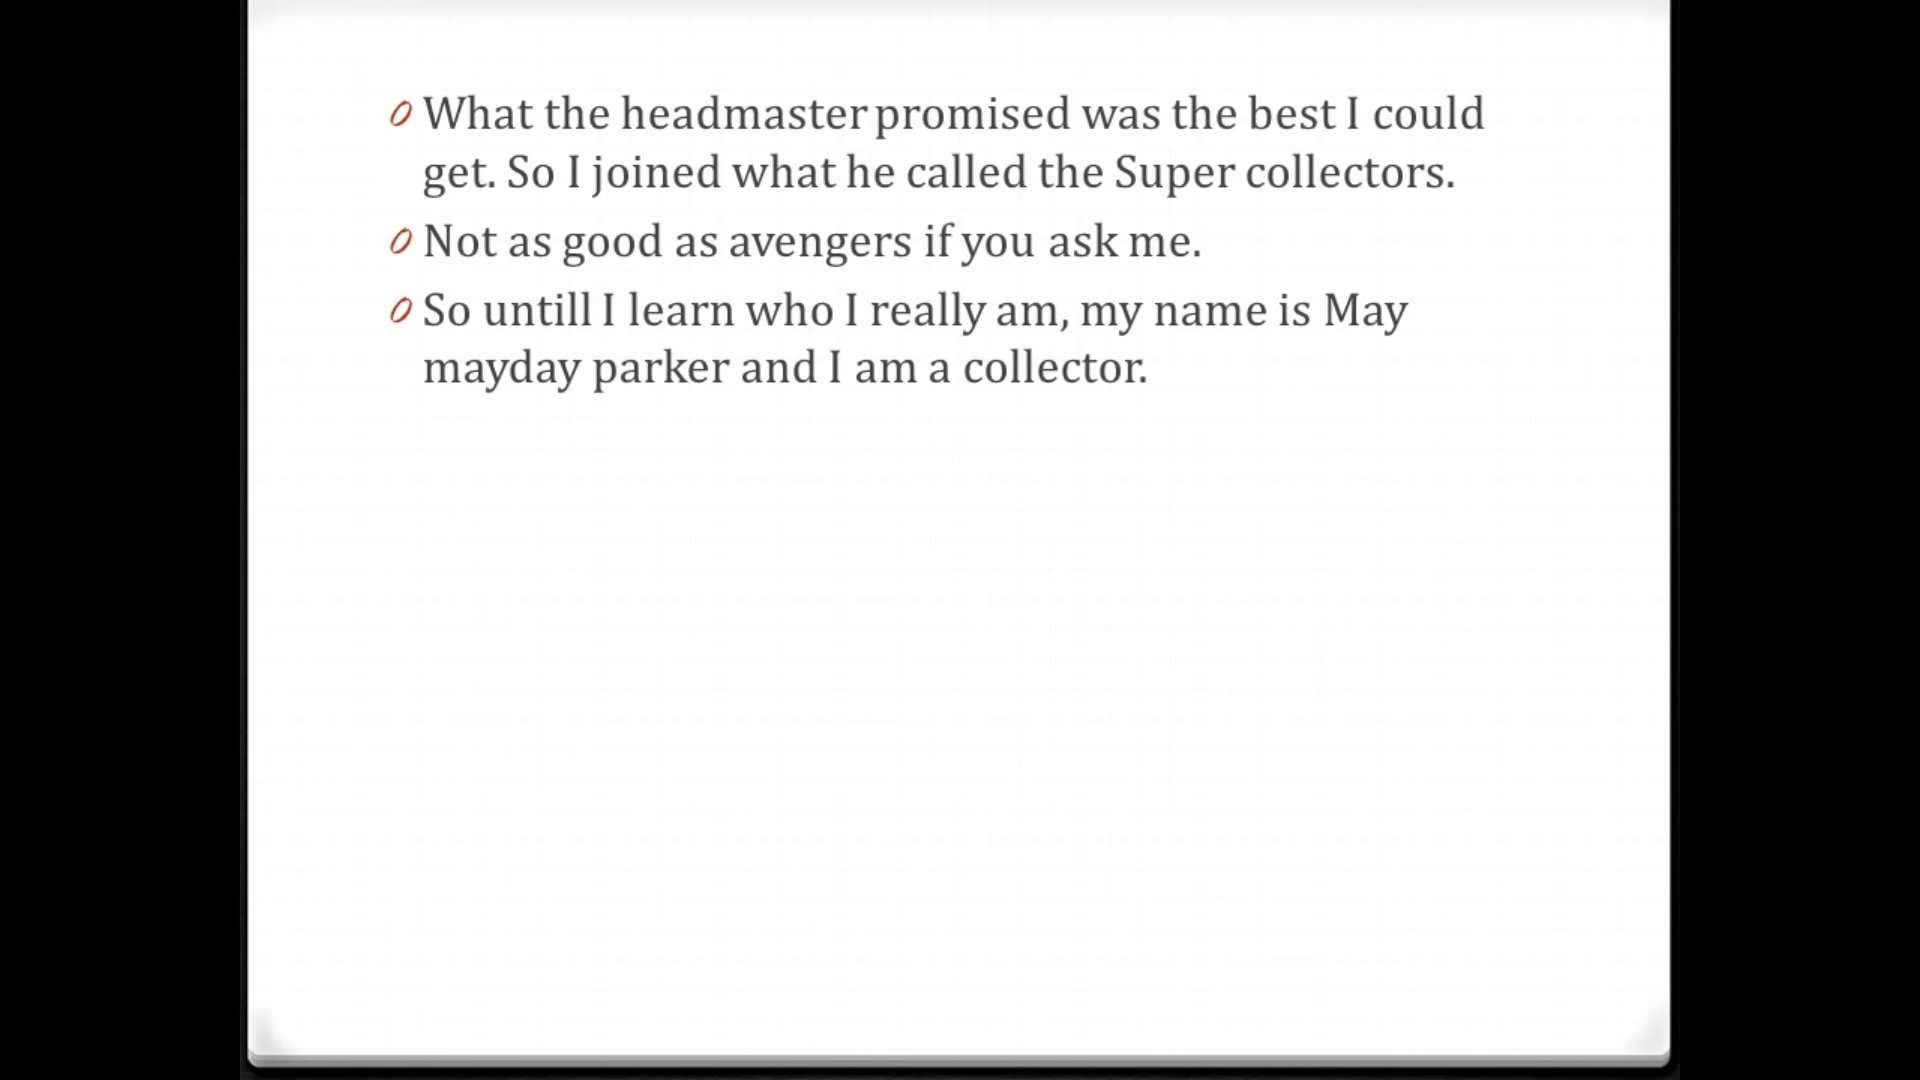 What the headmaster promised was the best I could
get. So I joined what he called the Super collectors.
Not as good as avengers if you ask me.
So untill I learn who I really am, my name is May
mayday parker and I am a collector.